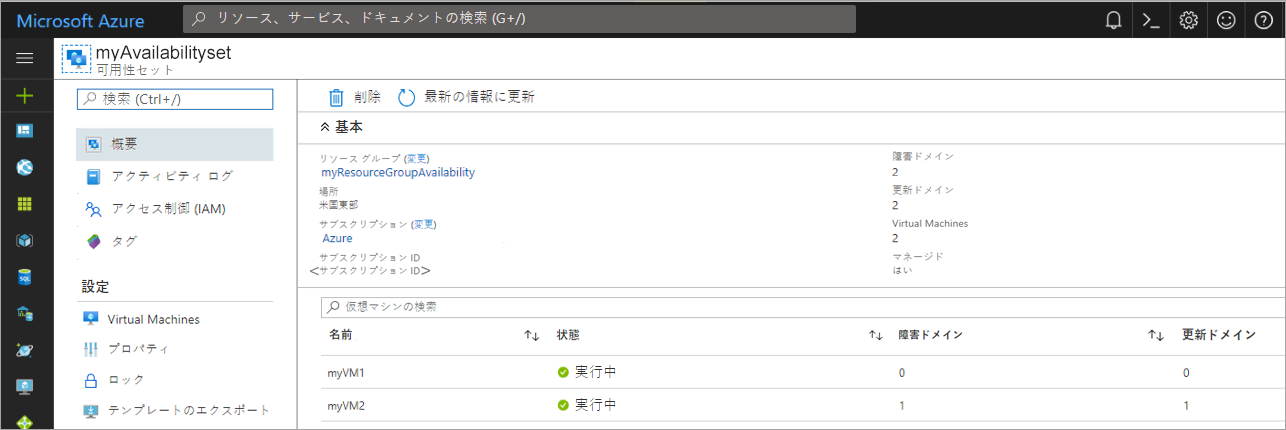 Microsoft Azure
リソース、サービス、ドキュメントの検索 (G+/)
myAvailabilityset
可用性セット
検索 (Ctrl+/)
概要
アクティビティ ログ
アクセス制御 (IAM)
タグ
設定
Virtual Machines
プロパティ
ロック
テンプレートのエクスポート
削除 最新の情報に更新
基本
リソース グループ (変更)
myResourceGroupAvailability
場所
米国東部
サブスクリプション (変更)
Azure
サブスクリプション ID
<サブスクリプション ID>
障害ドメイン
2
更新ドメイン
2
Virtual Machines
2
マネージド
はい
仮想マシンの検索
名前 状態 障害ドメイン 更新ドメイン
myVM1 実行中 0 0
myVM2 実行中 1 1